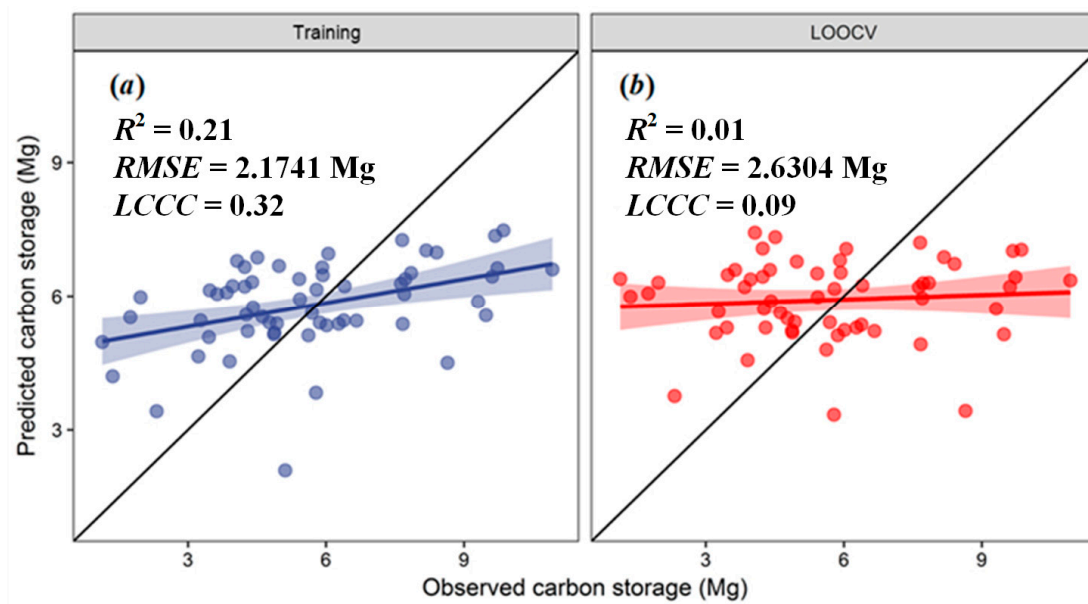 Training
LOOCV
(a)
R² = 0.21
RMSE = 2.1741 Mg
LCCC = 0.32
(b)
R² = 0.01
RMSE = 2.6304 Mg
LCCC = 0.09
Predicted carbon storage (Mg)
9
6
3
3 6 9
3 6 9
Observed carbon storage (Mg)